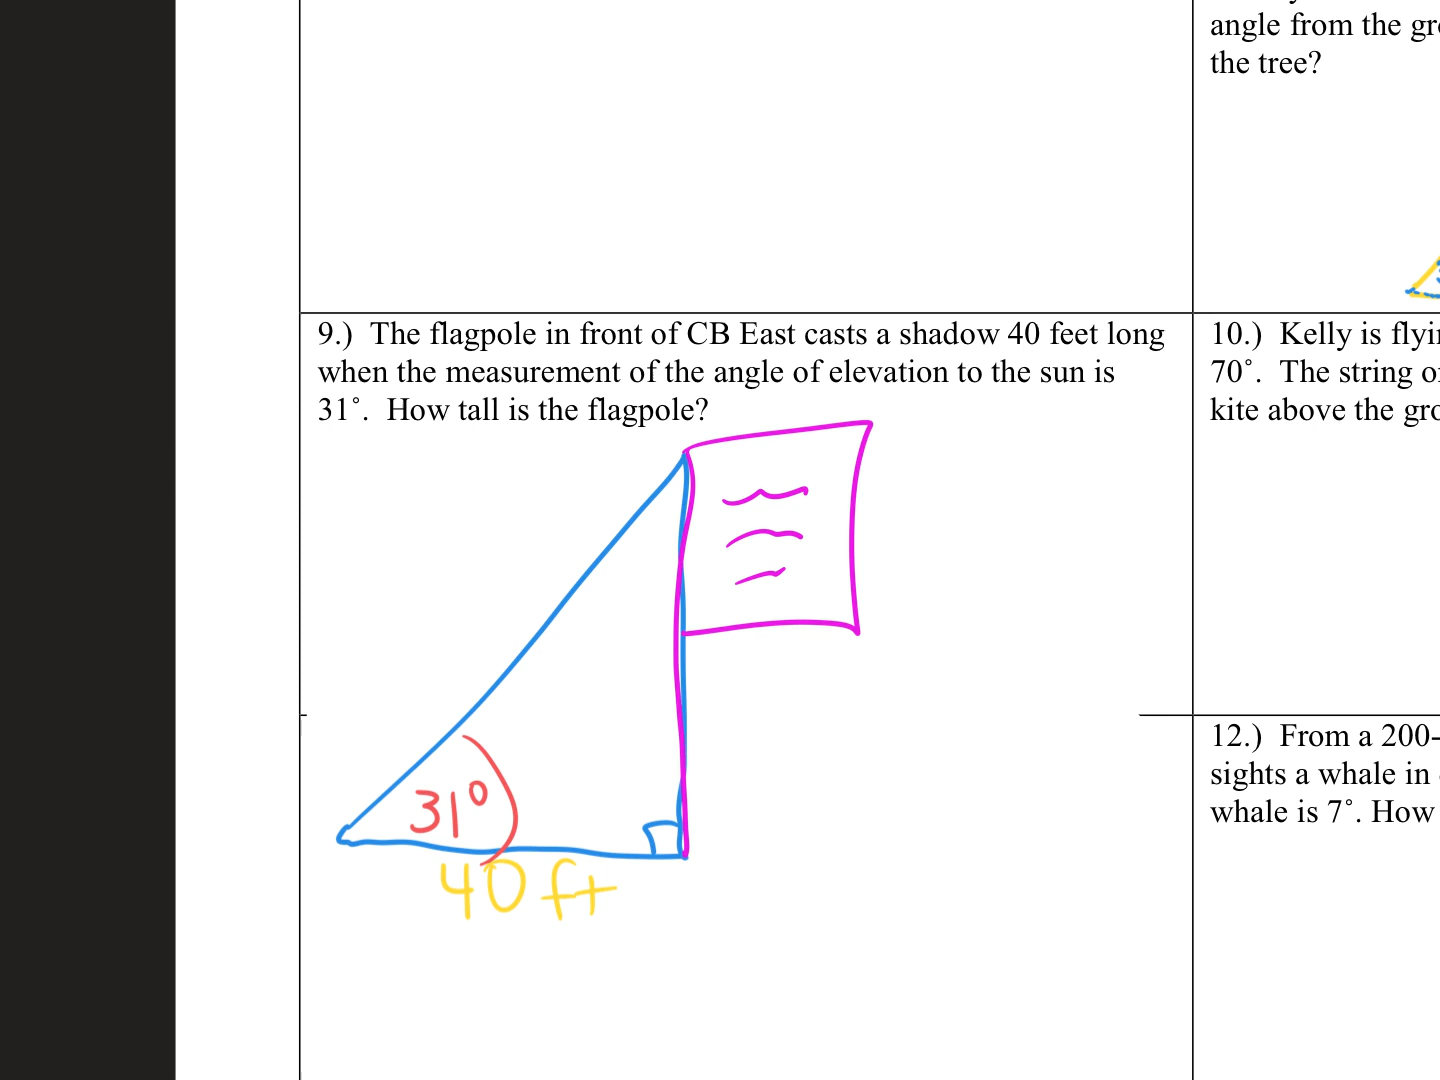 angle from the
the tree?
9.) The flagpole in front of CB East casts a shadow 40 feet long
when the measurement of the angle of elevation to the sun is
31˚. How tall is the flagpole?
31°
40 ft
10.) Kelly is
70˚. The string
kite above the
12.) From a 200-
sights a whale in
whale is 7˚. How